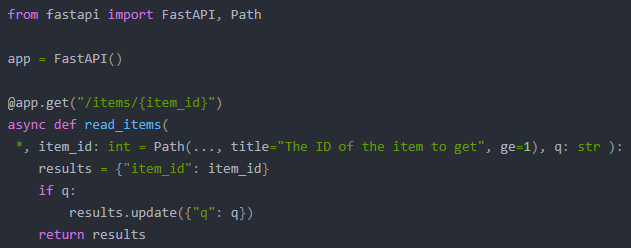 from fastapi import FastAPI, Path
app = FastAPI()
@app.get("/items/{item_id}")
async def read_items(
*, item_id: int = Path(..., title="The ID of the item to get", ge=1), q: str ):
results = {"item_id": item_id}
if q:
results.update({"q": q})
return results